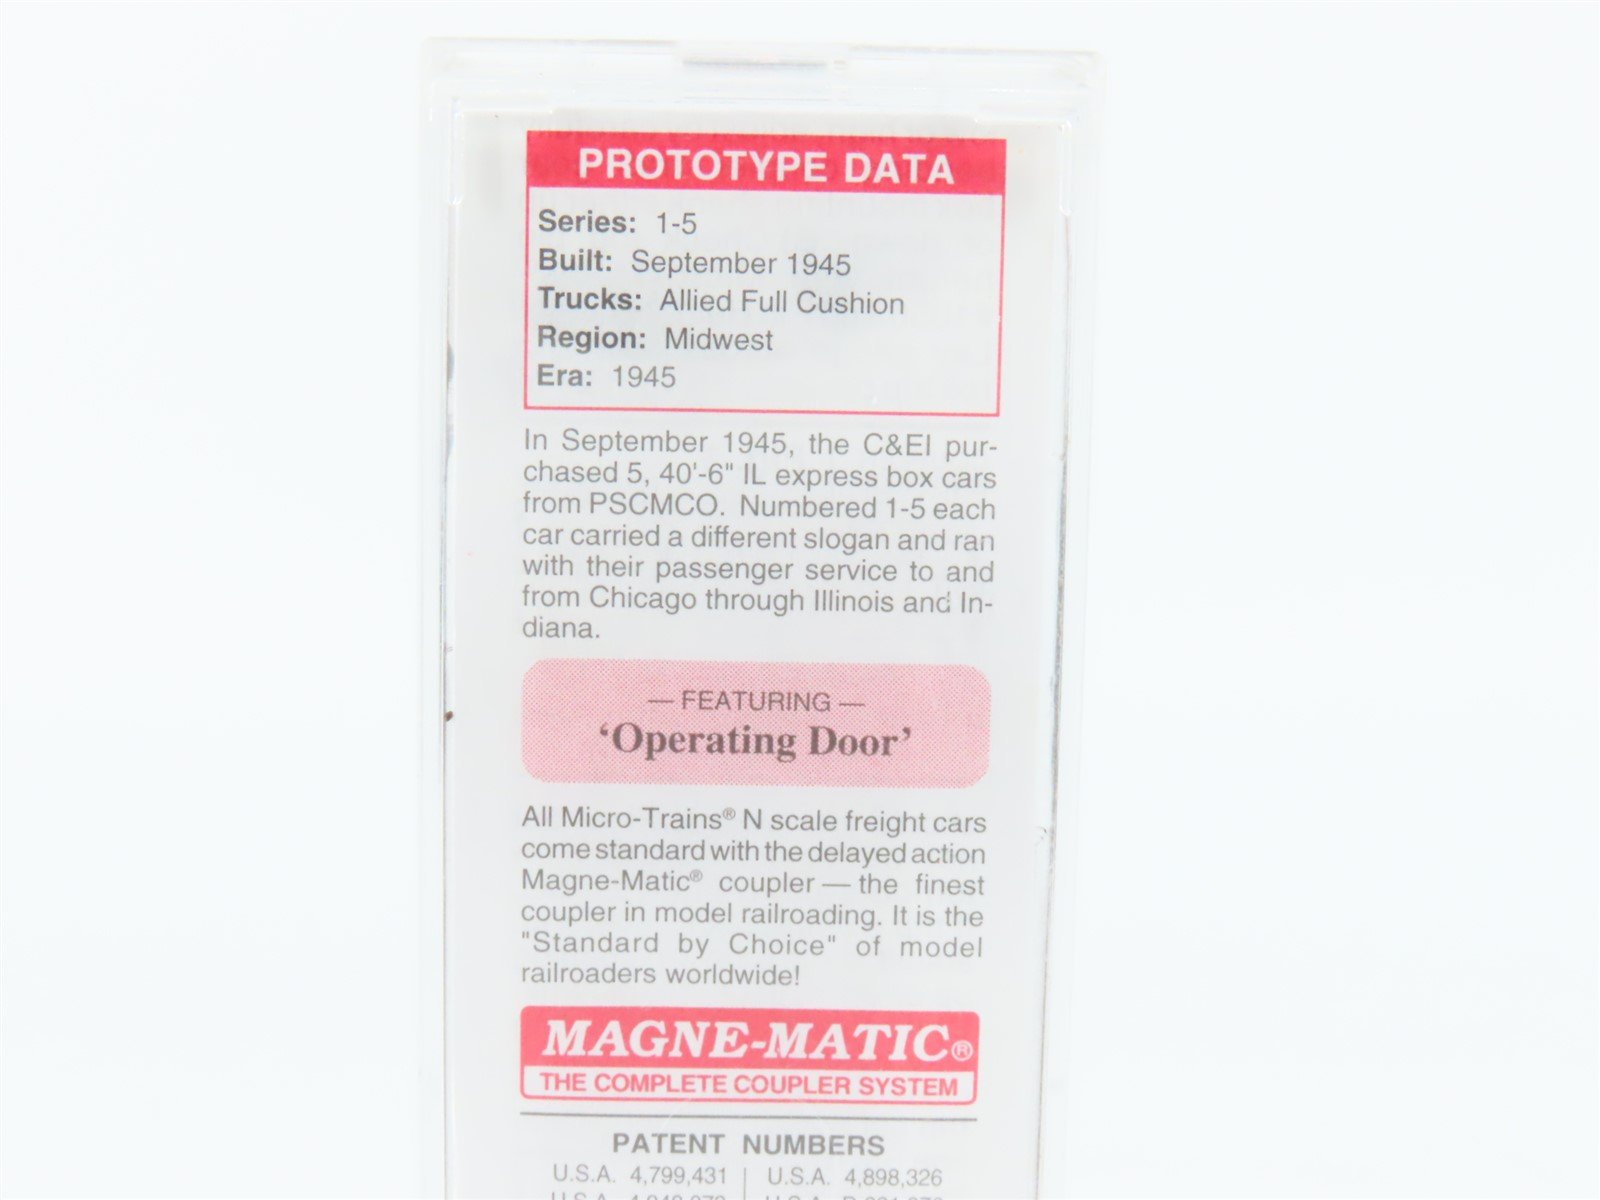 PROTOTYPE DATA
Series: 1-5
Built: September 1945
Trucks: Allied Full Cushion
Region: Midwest
Era: 1945
In September 1945, the C&EI pur-
chased 5, 40'-6" IL express box cars
from PSCMCO. Numbered 1-5 each
car carried a different slogan and ran
with their passenger service to and
from Chicago through Illinois and In-
diana.
— FEATURING —
‘Operating Door’
All Micro-Trains® N scale freight cars
come standard with the delayed action
Magne-Matic® coupler — the finest
coupler in model railroading. It is the
"Standard by Choice" of model
railroaders worldwide!
MAGNE-MATIC®
THE COMPLETE COUPLER SYSTEM
PATENT NUMBERS
U.S.A. 4,799,431 | U.S.A. 4,898,326